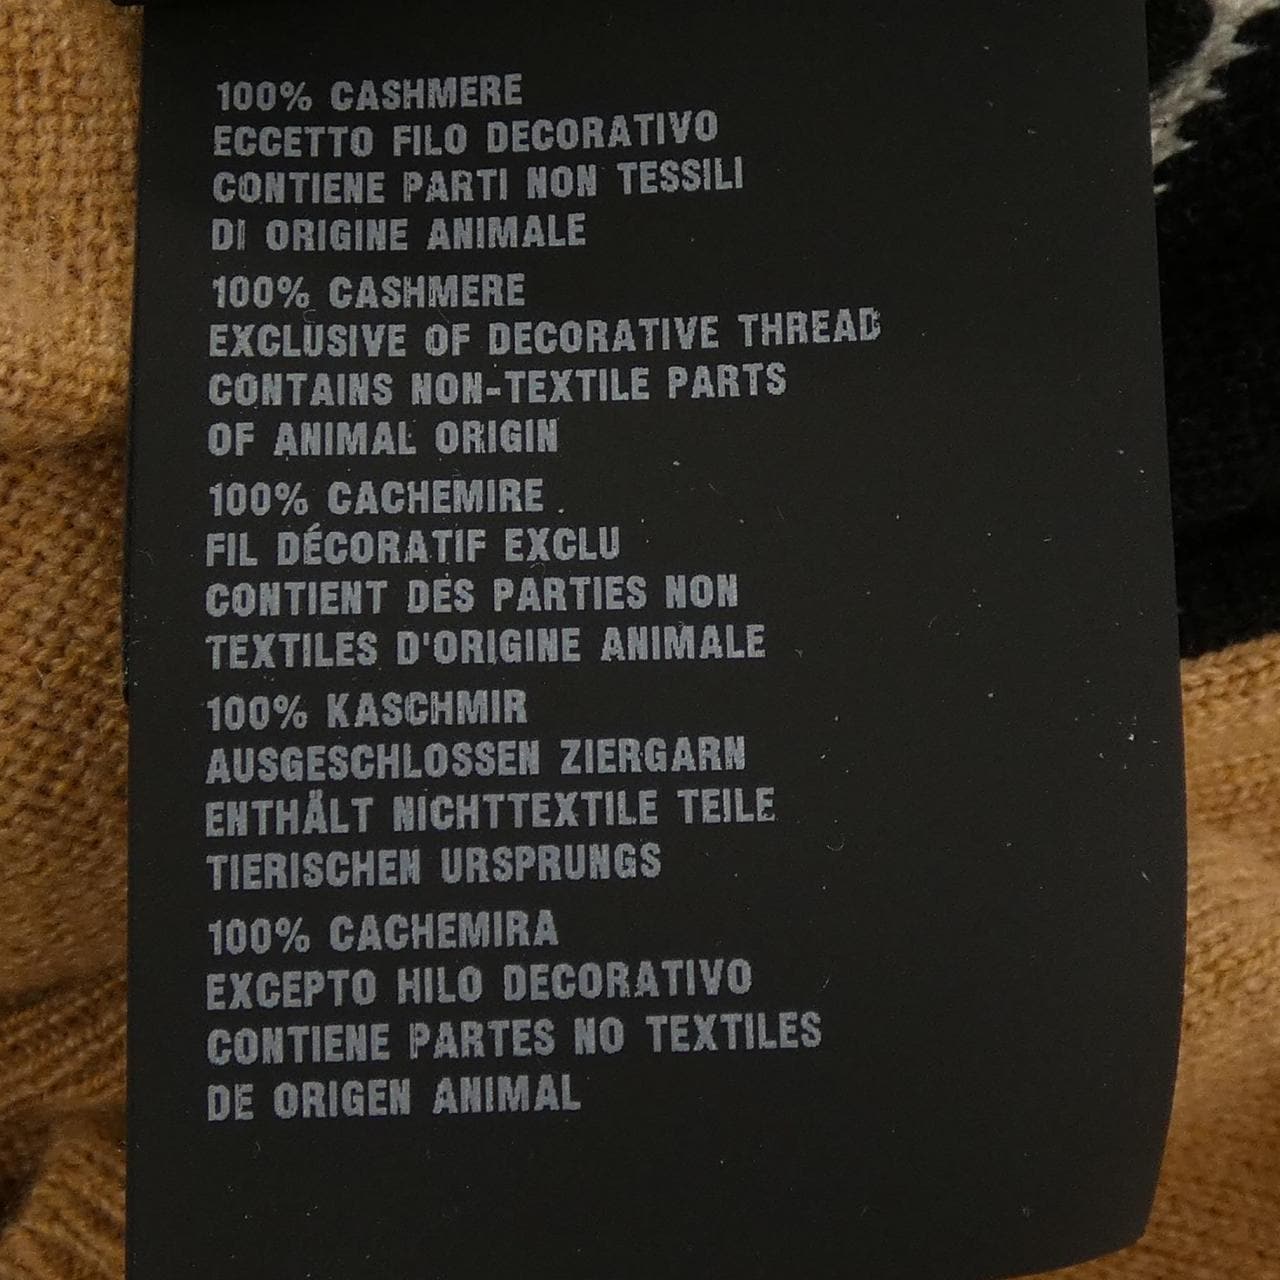 100% CASHMERE
ECCETTO FILO DECORATIVO
CONTIENE PARTI NON TESSILI
DI ORIGINE ANIMALE
100% CASHMERE
EXCLUSIVE OF DECORATIVE THREAD
CONTAINS NON-TEXTILE PARTS
OF ANIMAL ORIGIN
100% CACHEMIRE
FIL DÉCORATIF EXCLU
CONTIENT DES PARTIES NON
TEXTILES D'ORIGINE ANIMALE
100% KASCHMIR
AUSGESCHLOSSEN ZIERGARN
ENTHÄLT NICHTTEXTILE TEILE
TIERISCHEN URSPRUNGS
100% CACHEMIRA
EXCEPTO HILO DECORATIVO
CONTIENE PARTES NO TEXTILES
DE ORIGEN ANIMAL